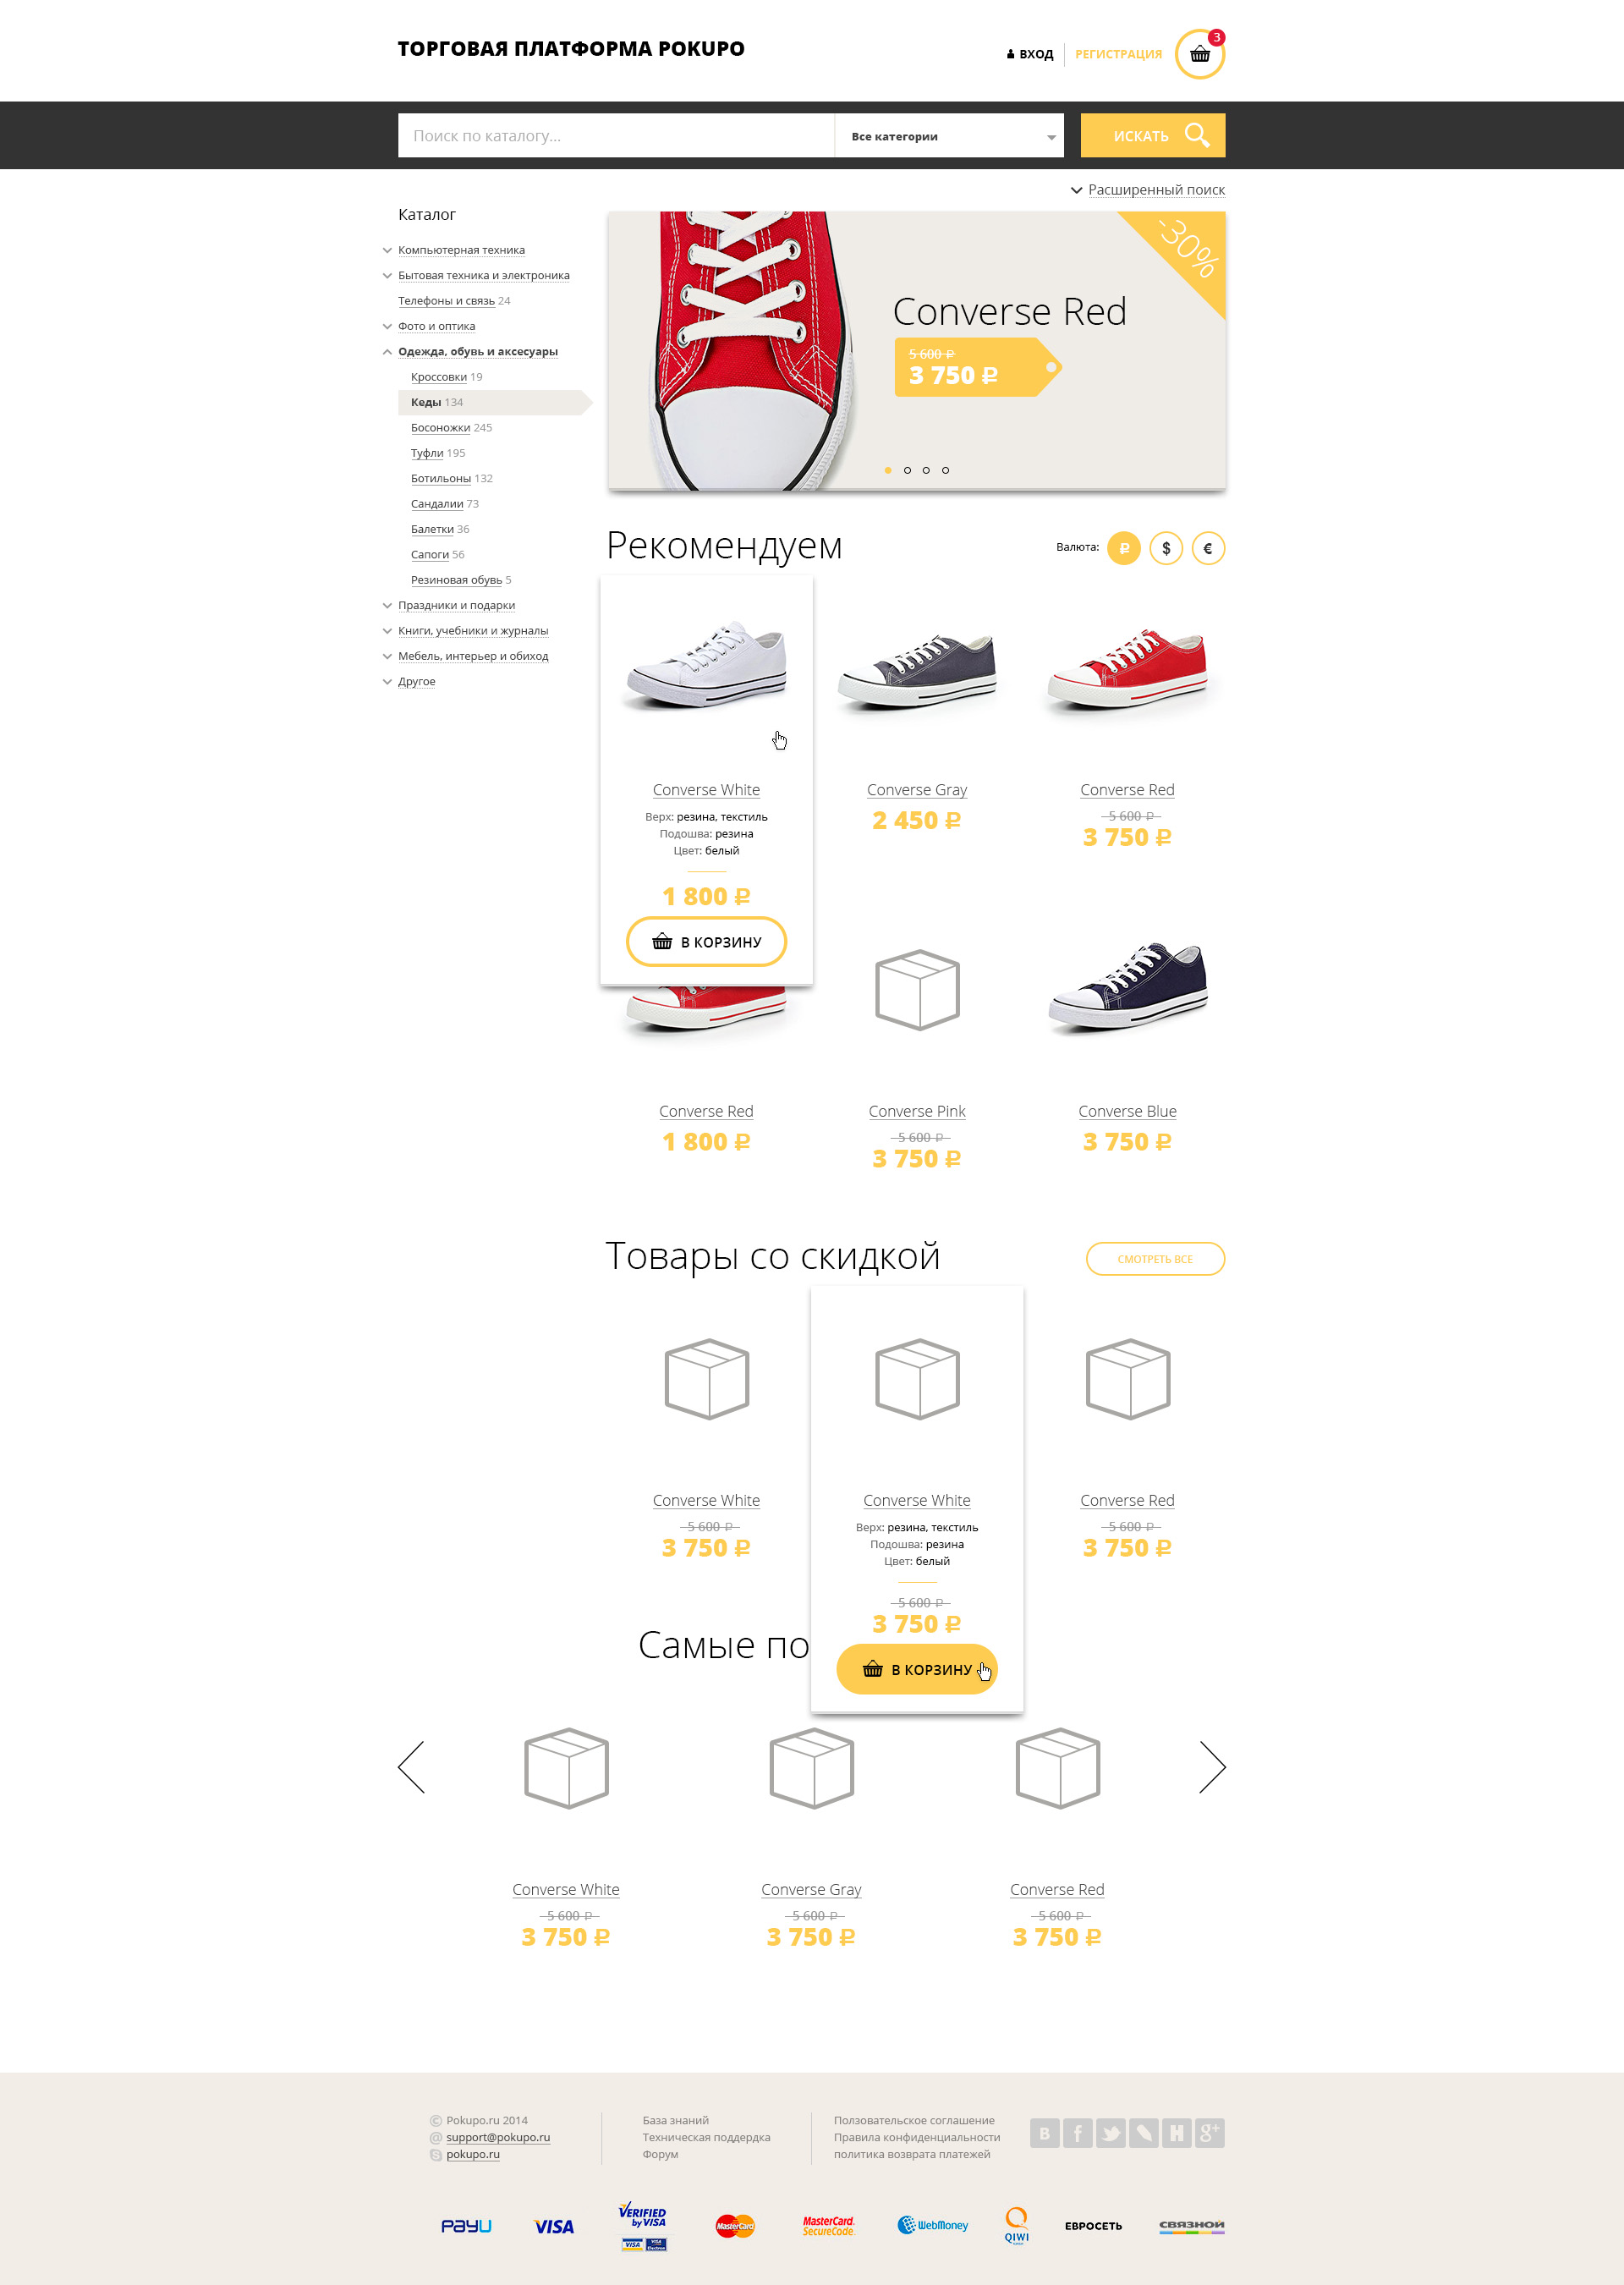 ТОРГОВАЯ ПЛАТФОРМА POKUPO
ВХОД
РЕГИСТРАЦИЯ
3
Поиск по каталогу...
Все категории
ИСКАТЬ
Расширенный поиск
Каталог
Компьютерная техника
Бытовая техника и электроника
Телефоны и связь 24
Фото и оптика
Одежда, обувь и аксесуары
Кроссовки 19
Кеды 134
Босоножки 245
Туфли 195
Ботильоны 132
Сандалии 73
Балетки 36
Сапоги 56
Резиновая обувь 5
Праздники и подарки
Книги, учебники и журналы
Мебель, интерьер и обиход
Другое
-30%
Converse Red
5 600 ₽
3 750 ₽
Рекомендуем
Валюта: ₽ $ €
Converse White
Верх: резина, текстиль
Подошва: резина
Цвет: белый
1 800 ₽
В КОРЗИНУ
Converse Gray
2 450 ₽
Converse Red
5 600 ₽
3 750 ₽
Converse Red
1 800 ₽
Converse Pink
5 600 ₽
3 750 ₽
Converse Blue
3 750 ₽
Товары со скидкой
СМОТРЕТЬ ВСЕ
Converse White
5 600 ₽
3 750 ₽
Converse White
Верх: резина, текстиль
Подошва: резина
Цвет: белый
5 600 ₽
3 750 ₽
В КОРЗИНУ
Converse Red
5 600 ₽
3 750 ₽
Самые по
Converse White
5 600 ₽
3 750 ₽
Converse Gray
5 600 ₽
3 750 ₽
Converse Red
5 600 ₽
3 750 ₽
© Pokupo.ru 2014
@ support@pokupo.ru
pokupo.ru
База знаний
Техническая поддердка
Форум
Ползовательское соглашение
Правила конфиденциальности
политика возврата платежей
B f H g+
PayU
VISA
VERIFIED
by VISA
VISA
VISA
Electron
MasterCard
MasterCard.
SecureCode.
WebMoney
QIWI
ЕВРОСЕТЬ
СВЯЗНОЙ